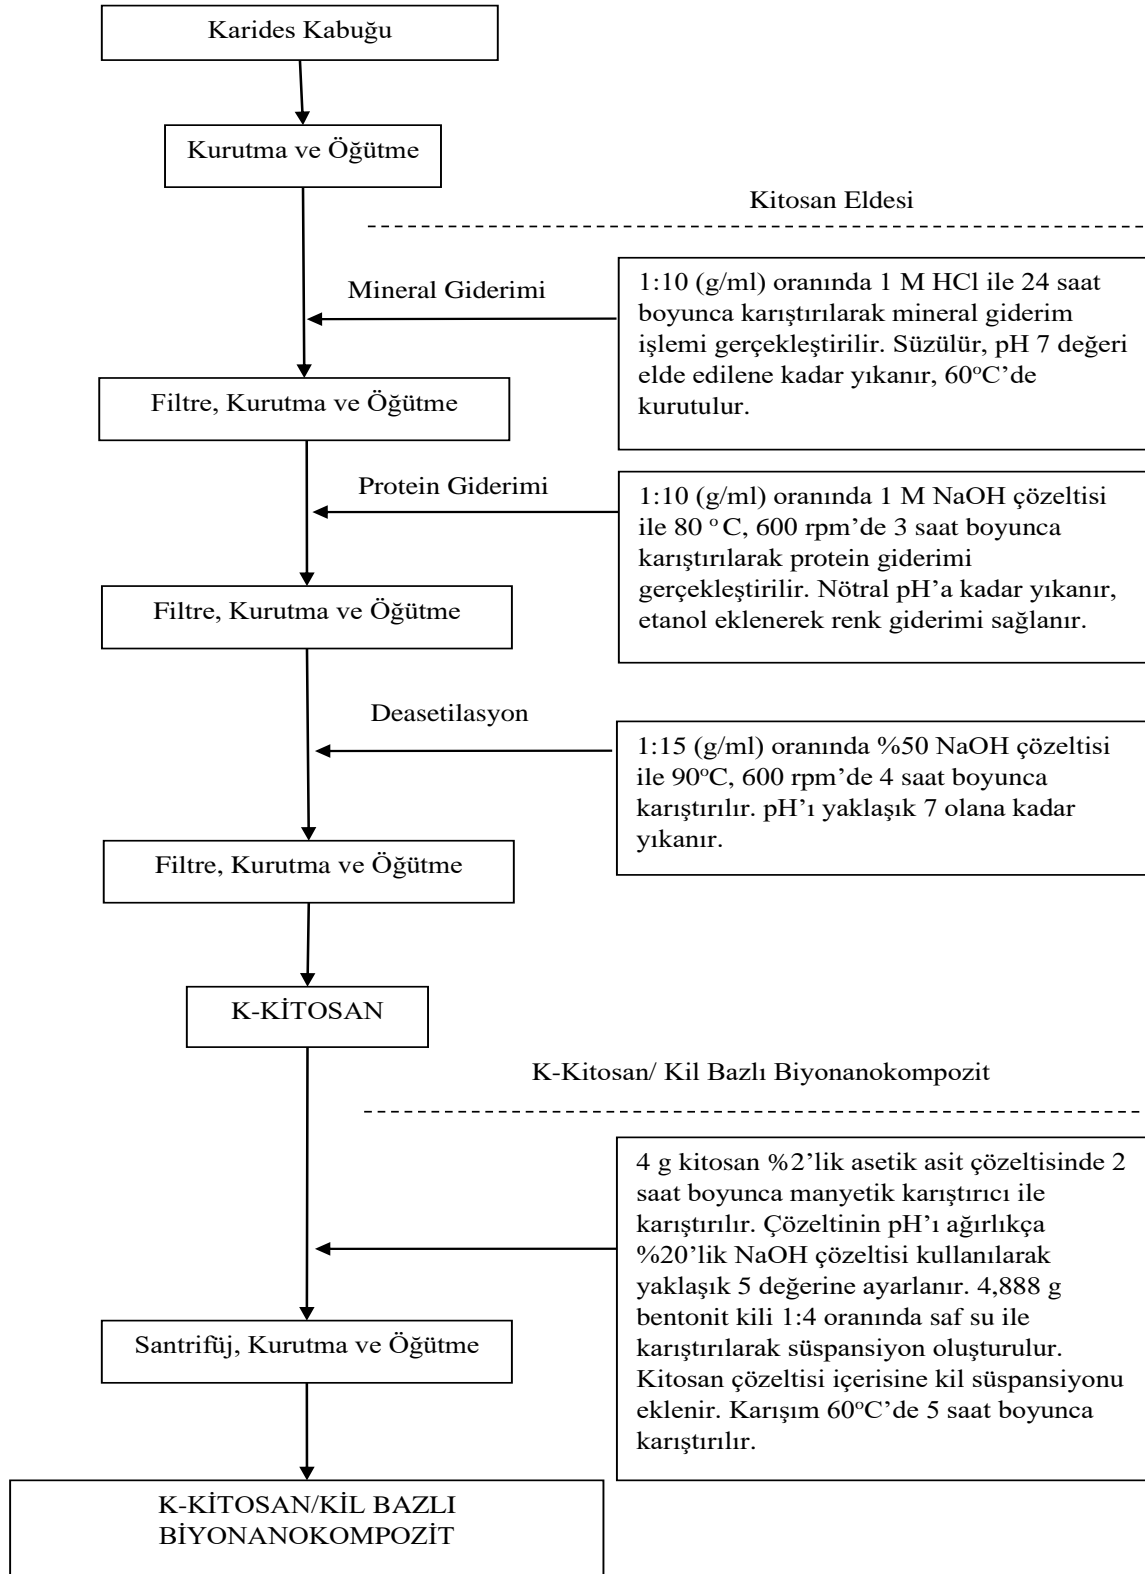 Karides Kabuğu
Kurutma ve Öğütme
Kitosan Eldesi
Mineral Giderimi
1:10 (g/ml) oranında 1 M HCl ile 24 saat
boyunca karıştırılarak mineral giderim
işlemi gerçekleştirilir. Süzülür, pH 7 değeri
elde edilene kadar yıkanır, 60°C’de
kurutulur.
Filtre, Kurutma ve Öğütme
Protein Giderimi
1:10 (g/ml) oranında 1 M NaOH çözeltisi
ile 80 °C, 600 rpm’de 3 saat boyunca
karıştırılarak protein giderimi
gerçekleştirilir. Nötral pH’a kadar yıkanır,
etanol eklenerek renk giderimi sağlanır.
Filtre, Kurutma ve Öğütme
Deasetilasyon
1:15 (g/ml) oranında %50 NaOH çözeltisi
ile 90°C, 600 rpm’de 4 saat boyunca
karıştırılır. pH’ı yaklaşık 7 olana kadar
yıkanır.
Filtre, Kurutma ve Öğütme
K-KİTOSAN
K-Kitosan/ Kil Bazlı Biyonanokompozit
4 g kitosan %2’lik asetik asit çözeltisinde 2
saat boyunca manyetik karıştırıcı ile
karıştırılır. Çözeltinin pH’ı ağırlıkça
%20’lik NaOH çözeltisi kullanılarak
yaklaşık 5 değerine ayarlanır. 4,888 g
bentonit kili 1:4 oranında saf su ile
karıştırılarak süspansiyon oluşturulur.
Kitosan çözeltisi içerisine kil süspansiyonu
eklenir. Karışım 60°C’de 5 saat boyunca
karıştırılır.
Santrifüj, Kurutma ve Öğütme
K-KİTOSAN/KİL BAZLI
BİYONANOKOMPOZİT